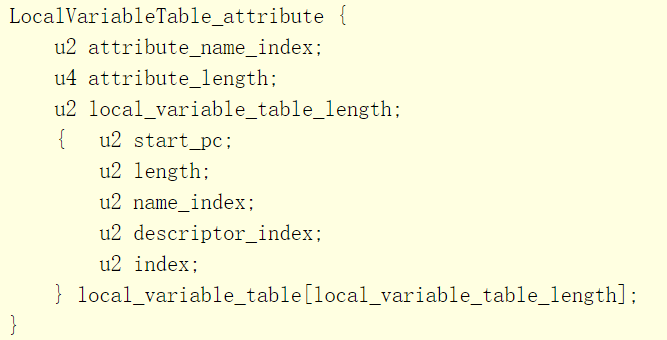 LocalVariableTable_attribute {
    u2 attribute_name_index;
    u4 attribute_length;
    u2 local_variable_table_length;
    {   u2 start_pc;
        u2 length;
        u2 name_index;
        u2 descriptor_index;
        u2 index;
    } local_variable_table[local_variable_table_length];
}